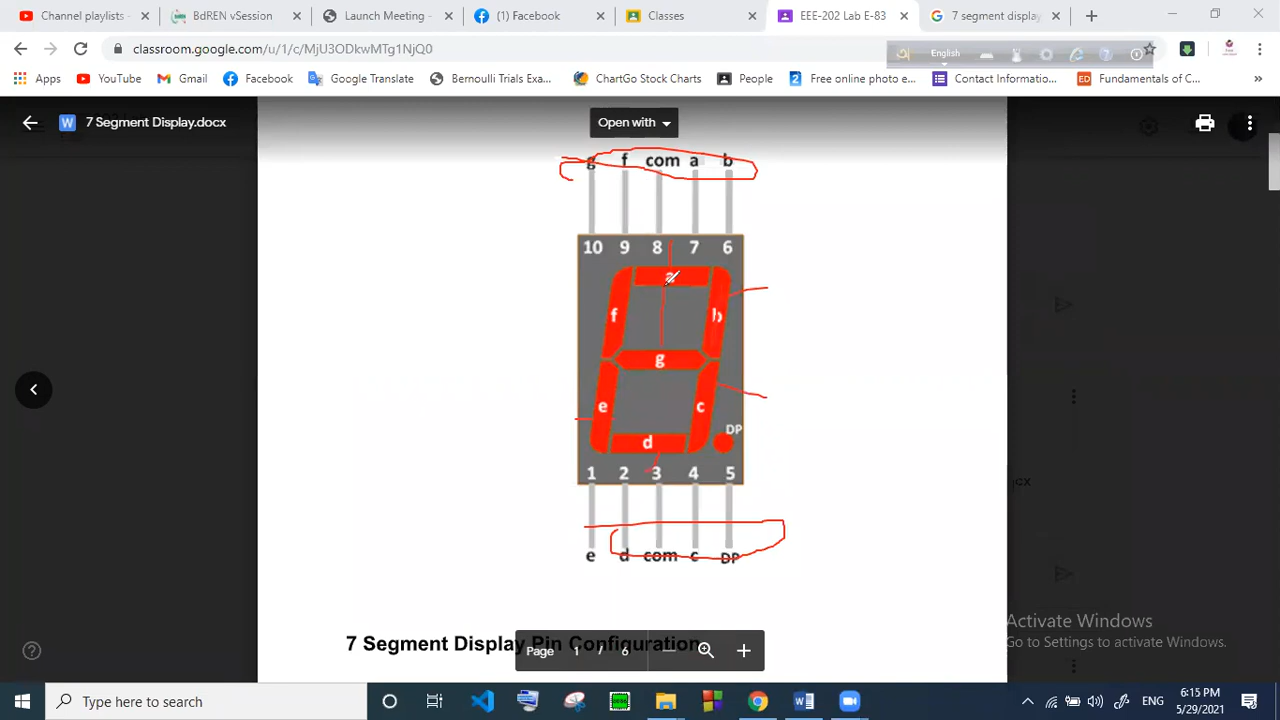 Channel playlists -
BdREN vSession
Launch Meeting -
(1) Facebook
Classes
EEE-202 Lab E-83
7 segment display
classroom.google.com/u/1/c/MjU3ODkwMTg1NjQ0
English
Apps YouTube Gmail Facebook Google Translate Bernoulli Trials Exa... ChartGo Stock Charts People Free online photo e... Contact Informatio... Fundamentals of C...
W 7 Segment Display.docx
Open with
g f com a b
10 9 8 7 6
a
f b
g
e c
DP
d
1 2 3 4 5
e d com c DP
7 Segment Display Pin Configuration
Page 1 / 6
Activate Windows
Go to Settings to activate Windows.
Type here to search
ENG
6:15 PM
5/29/2021